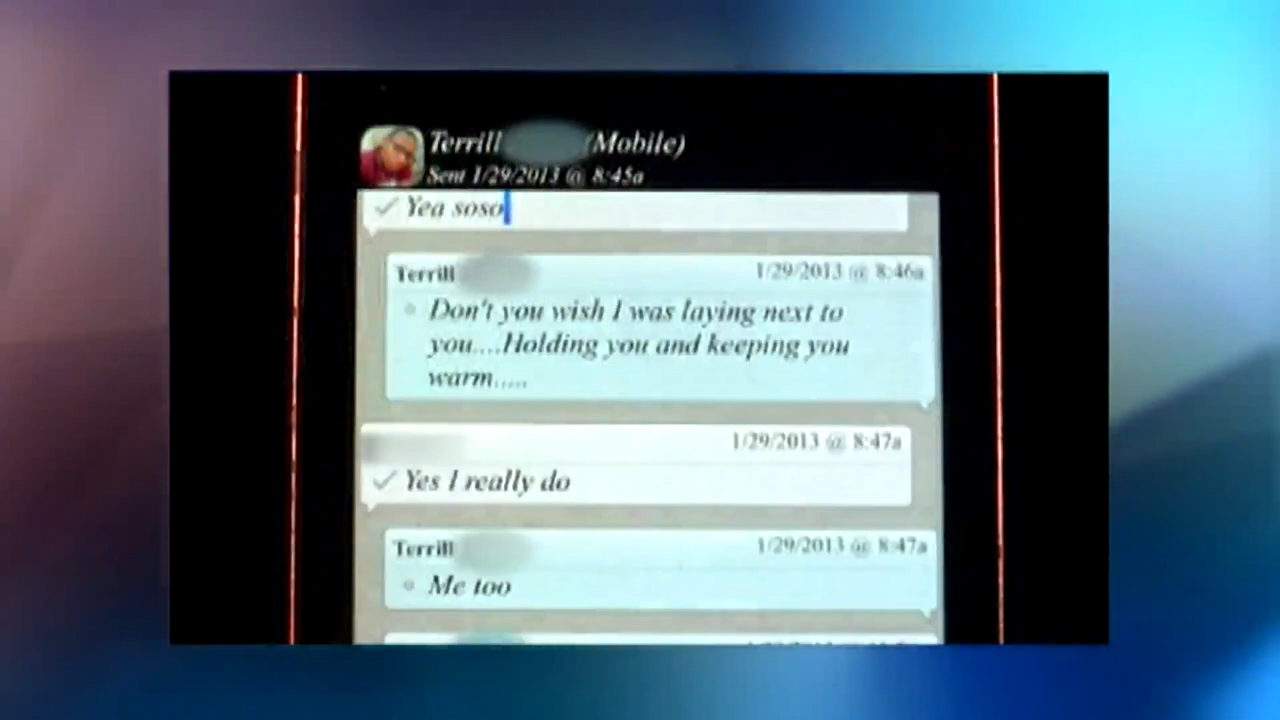 Terrill (Mobile)
Sent 1/29/2013 @ 8:45a
Yea soso
Terrill 1/29/2013 @ 8:46a
Don't you wish I was laying next to
you....Holding you and keeping you
warm.....
1/29/2013 @ 8:47a
Yes I really do
Terrill 1/29/2013 @ 8:47a
Me too